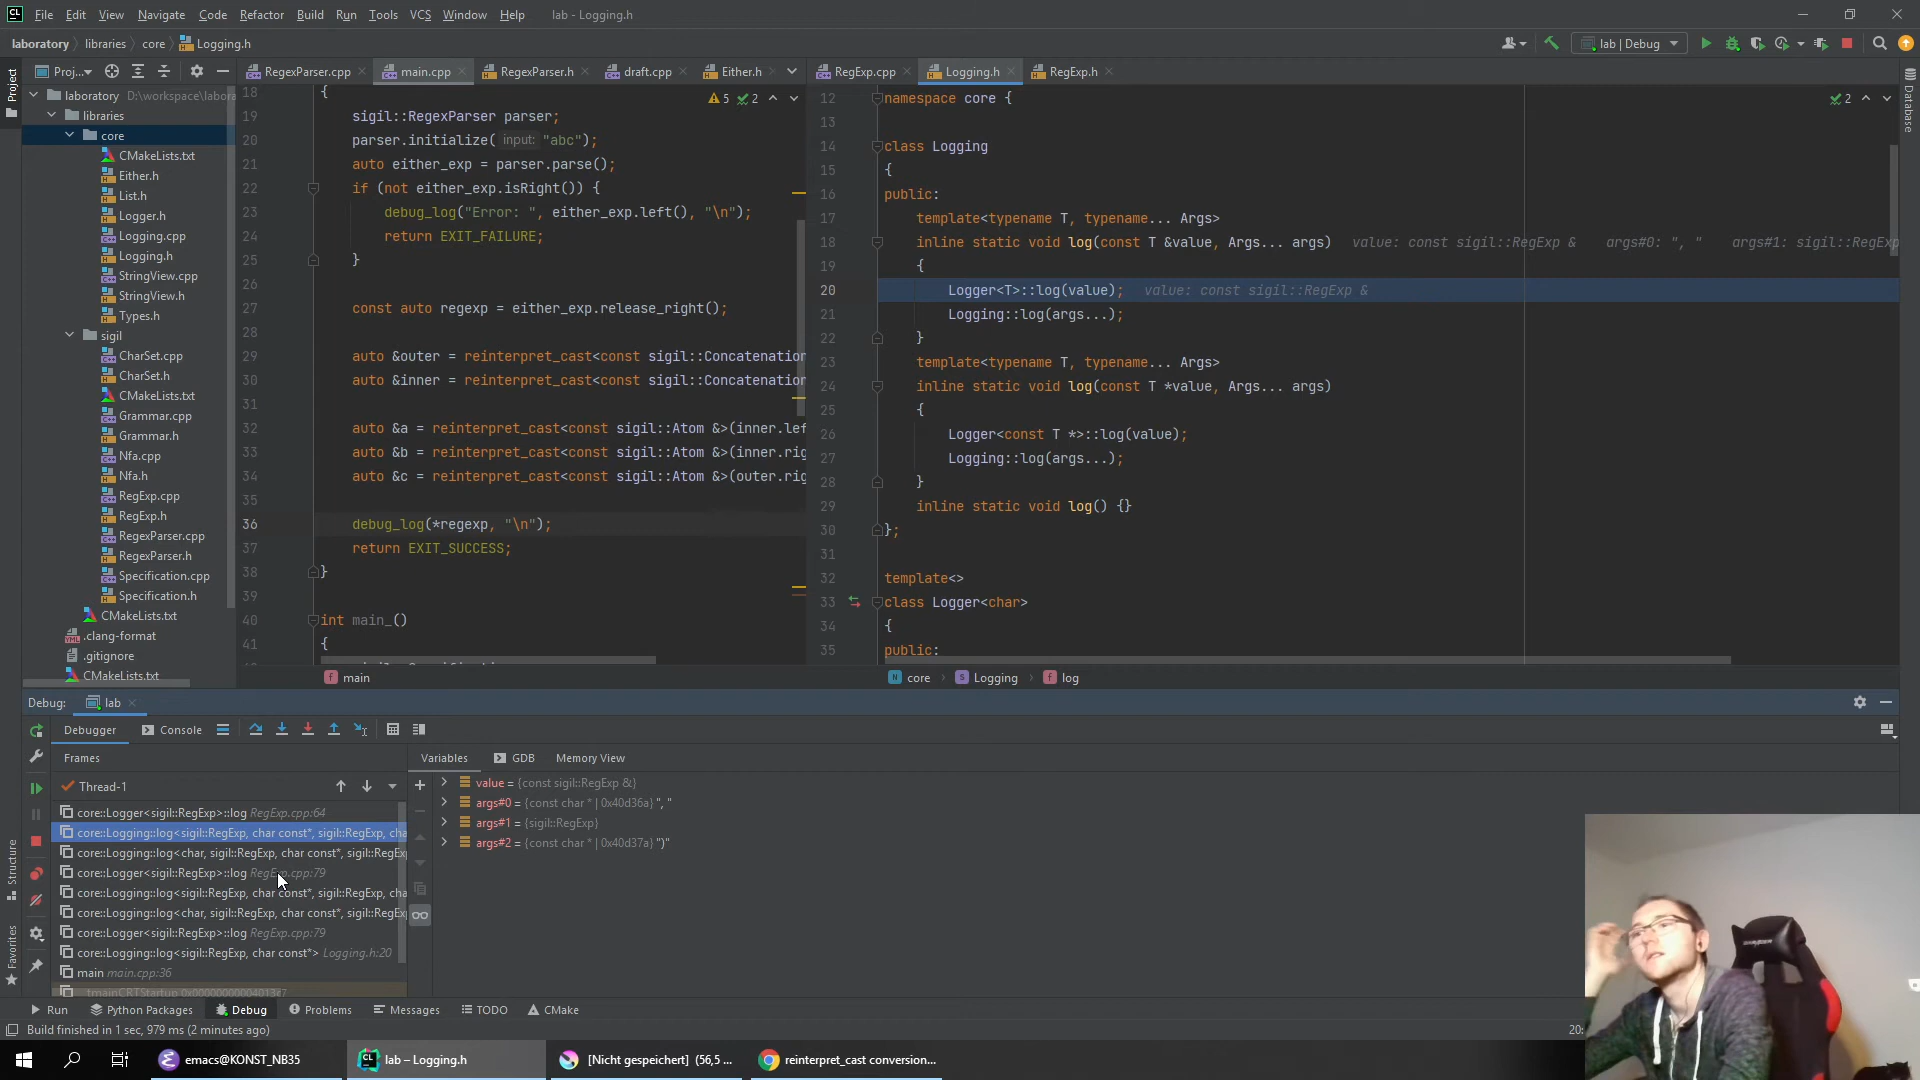 File Edit View Navigate Code Refactor Build Run Tools VCS Window Help lab - Logging.h
laboratory libraries core Logging.h
lab | Debug
Project
Proj...
RegexParser.cpp main.cpp RegexParser.h draft.cpp Either.h
RegExp.cpp Logging.h RegExp.h
Database
laboratory D:\workspace\labora
libraries
core
CMakeLists.txt
Either.h
List.h
Logger.h
Logging.cpp
Logging.h
StringView.cpp
StringView.h
Types.h
sigil
CharSet.cpp
CharSet.h
CMakeLists.txt
Grammar.cpp
Grammar.h
Nfa.cpp
Nfa.h
RegExp.cpp
RegExp.h
RegexParser.cpp
RegexParser.h
Specification.cpp
Specification.h
CMakeLists.txt
.clang-format
.gitignore
CMakeLists.txt
5 2
18 {
19 sigil::RegexParser parser;
20 parser.initialize( input: "abc");
21 auto either_exp = parser.parse();
22 if (not either_exp.isRight()) {
23 debug_log("Error: ", either_exp.left(), "\n");
24 return EXIT_FAILURE;
25 }
26
27 const auto regexp = either_exp.release_right();
28
29 auto &outer = reinterpret_cast<const sigil::Concatenation
30 auto &inner = reinterpret_cast<const sigil::Concatenation
31
32 auto &a = reinterpret_cast<const sigil::Atom &>(inner.lef
33 auto &b = reinterpret_cast<const sigil::Atom &>(inner.rig
34 auto &c = reinterpret_cast<const sigil::Atom &>(outer.rig
35
36 debug_log(*regexp, "\n");
37 return EXIT_SUCCESS;
38 }
39
40 int main_()
41 {
main
2
12 namespace core {
13
14 class Logging
15 {
16 public:
17 template<typename T, typename... Args>
18 inline static void log(const T &value, Args... args) value: const sigil::RegExp & args#0: ", " args#1: sigil::RegExp
19 {
20 Logger<T>::log(value); value: const sigil::RegExp &
21 Logging::log(args...);
22 }
23 template<typename T, typename... Args>
24 inline static void log(const T *value, Args... args)
25 {
26 Logger<const T *>::log(value);
27 Logging::log(args...);
28 }
29 inline static void log() {}
30 };
31
32 template<>
33 class Logger<char>
34 {
35 public:
core Logging log
Debug: lab
Debugger Console
Frames
Variables GDB Memory View
Thread-1
core::Logger<sigil::RegExp>::log RegExp.cpp:64
core::Logging::log<sigil::RegExp, char const*, sigil::RegExp, cha
core::Logging::log<char, sigil::RegExp, char const*, sigil::RegExp
core::Logger<sigil::RegExp>::log RegExp.cpp:79
core::Logging::log<sigil::RegExp, char const*, sigil::RegExp, cha
core::Logging::log<char, sigil::RegExp, char const*, sigil::RegExp
core::Logger<sigil::RegExp>::log RegExp.cpp:79
core::Logging::log<sigil::RegExp, char const*> Logging.h:20
main main.cpp:36
value = {const sigil::RegExp &}
args#0 = {const char * | 0x40d36a} ", "
args#1 = {sigil::RegExp}
args#2 = {const char * | 0x40d37a} ")"
Structure
Favorites
Run Python Packages Debug Problems Messages TODO CMake
Build finished in 1 sec, 979 ms (2 minutes ago)
20:
emacs@KONST_NB35 lab – Logging.h [Nicht gespeichert] (56,5 ... reinterpret_cast conversion...